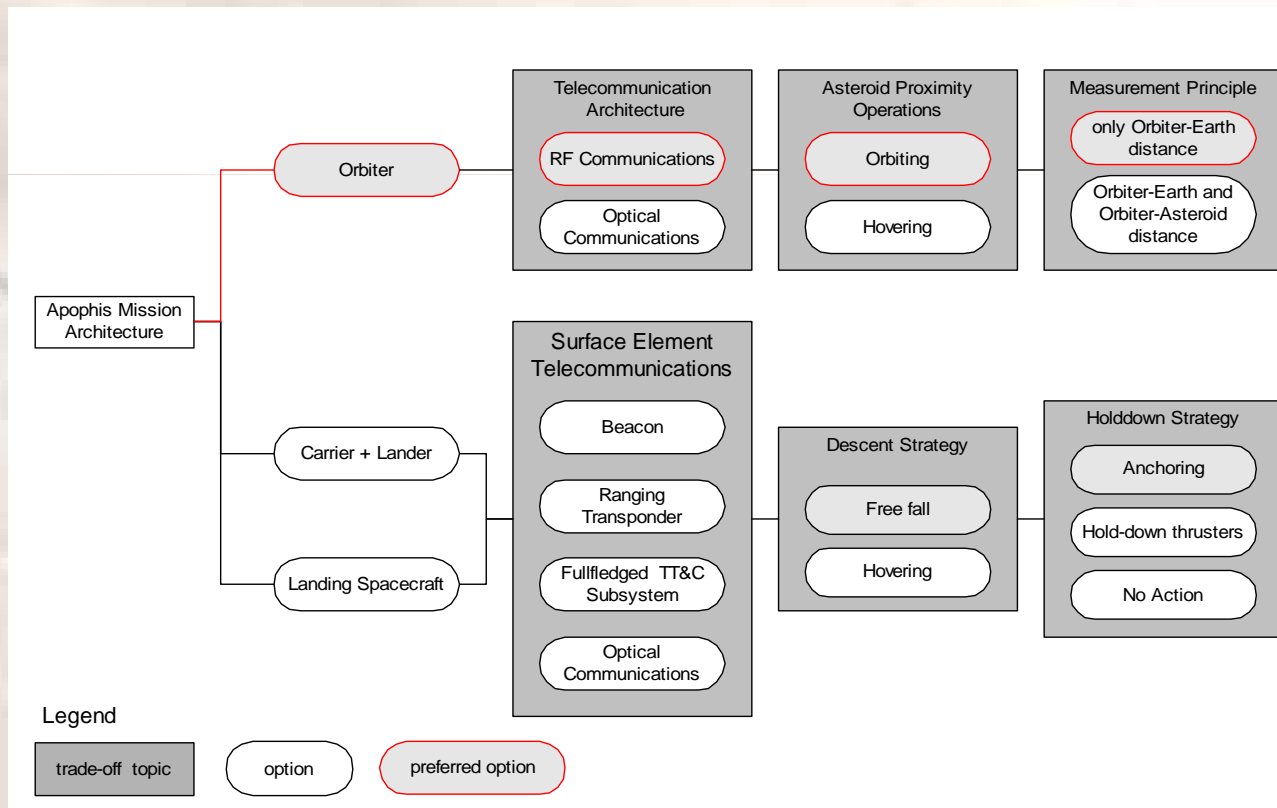 Telecommunication
Architecture
RF Communications
Optical
Communications
Asteroid Proximity
Operations
Orbiting
Hovering
Measurement Principle
only Orbiter-Earth
distance
Orbiter-Earth and
Orbiter-Asteroid
distance
Orbiter
Apophis Mission
Architecture
Carrier + Lander
Landing Spacecraft
Surface Element
Telecommunications
Beacon
Ranging
Transponder
Fullfledged TT&C
Subsystem
Optical
Communications
Descent Strategy
Free fall
Hovering
Holddown Strategy
Anchoring
Hold-down thrusters
No Action
Legend
trade-off topic
option
preferred option